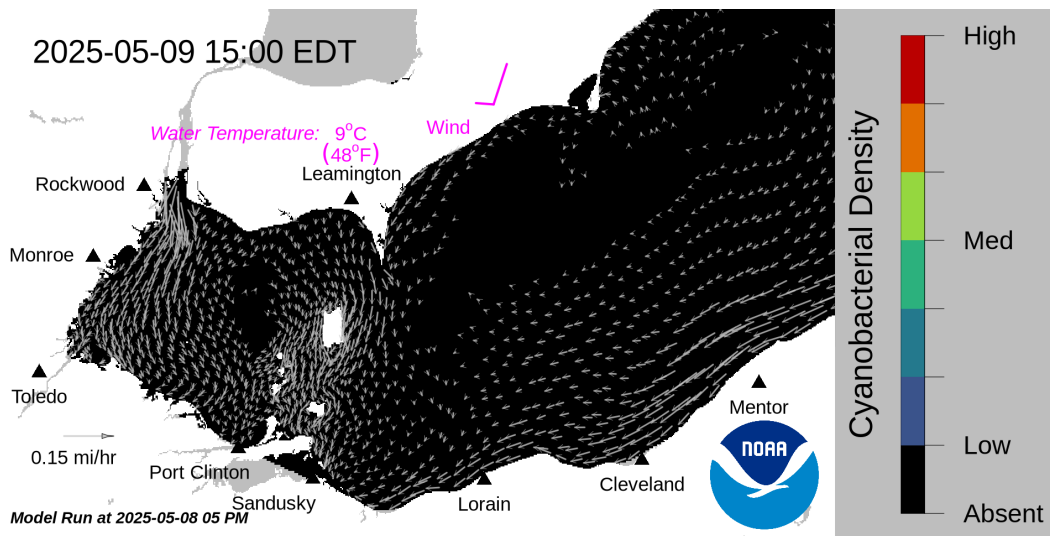 2025-05-09 15:00 EDT
High
Water Temperature: 9°C
(48°F)
Wind
Leamington
Rockwood
Monroe
Med
Cyanobacterial Density
Toledo
Mentor
0.15 mi/hr
NOAA
Low
Port Clinton
Cleveland
Sandusky
Lorain
Model Run at 2025-05-08 05 PM
Absent